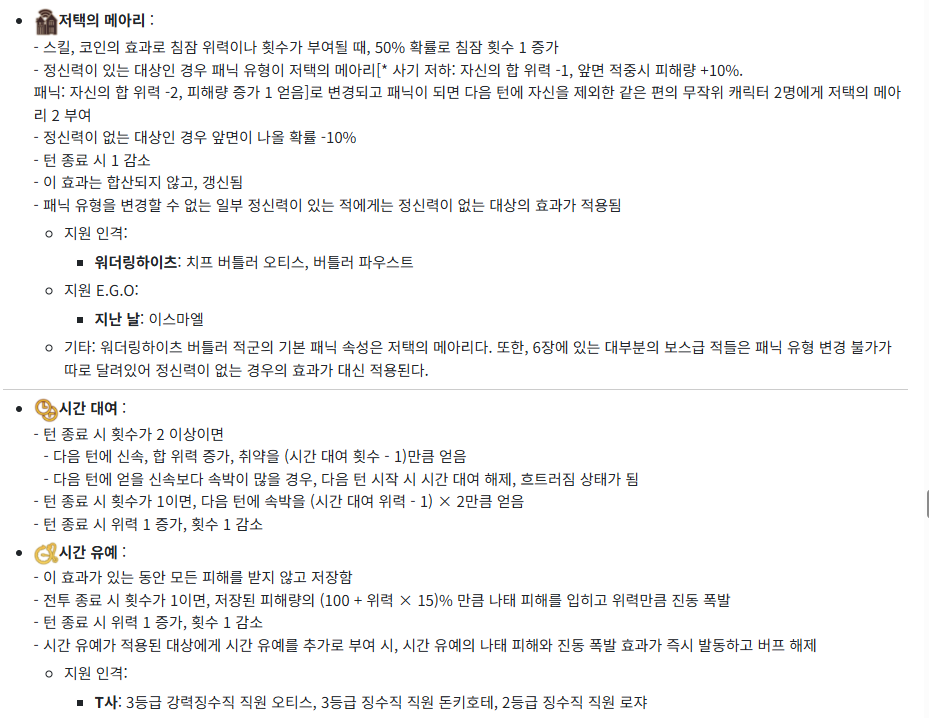 저택의 메아리 :
- 스킬, 코인의 효과로 침잠 위력이나 횟수가 부여될 때, 50% 확률로 침잠 횟수 1 증가
- 정신력이 있는 대상인 경우 패닉 유형이 저택의 메아리[* 사기 저하: 자신의 합 위력 -1, 앞면 적중시 피해량 +10%.
패닉: 자신의 합 위력 -2, 피해량 증가 1 얻음]로 변경되고 패닉이 되면 다음 턴에 자신을 제외한 같은 편의 무작위 캐릭터 2명에게 저택의 메아
리 2 부여
- 정신력이 없는 대상인 경우 앞면이 나올 확률 -10%
- 턴 종료 시 1 감소
- 이 효과는 합산되지 않고, 갱신됨
- 패닉 유형을 변경할 수 없는 일부 정신력이 있는 적에게는 정신력이 없는 대상의 효과가 적용됨
지원 인격:
워더링하이츠: 치프 버틀러 오티스, 버틀러 파우스트
지원 E.G.O:
지난 날: 이스마엘
기타: 워더링하이츠 버틀러 적군의 기본 패닉 속성은 저택의 메아리다. 또한, 6장에 있는 대부분의 보스급 적들은 패닉 유형 변경 불가가
따로 달려있어 정신력이 없는 경우의 효과가 대신 적용된다.
시간 대여 :
- 턴 종료 시 횟수가 2 이상이면
- 다음 턴에 신속, 합 위력 증가, 취약을 (시간 대여 횟수 - 1)만큼 얻음
- 다음 턴에 얻을 신속보다 속박이 많을 경우, 다음 턴 시작 시 시간 대여 해제, 흐트러짐 상태가 됨
- 턴 종료 시 횟수가 1이면, 다음 턴에 속박을 (시간 대여 위력 - 1) × 2만큼 얻음
- 턴 종료 시 위력 1 증가, 횟수 1 감소
시간 유예 :
- 이 효과가 있는 동안 모든 피해를 받지 않고 저장함
- 전투 종료 시 횟수가 1이면, 저장된 피해량의 (100 + 위력 × 15)% 만큼 나태 피해를 입히고 위력만큼 진동 폭발
- 턴 종료 시 위력 1 증가, 횟수 1 감소
- 시간 유예가 적용된 대상에게 시간 유예를 추가로 부여 시, 시간 유예의 나태 피해와 진동 폭발 효과가 즉시 발동하고 버프 해제
지원 인격:
T사: 3등급 강력징수직 직원 오티스, 3등급 징수직 직원 돈키호테, 2등급 징수직 직원 로쟈